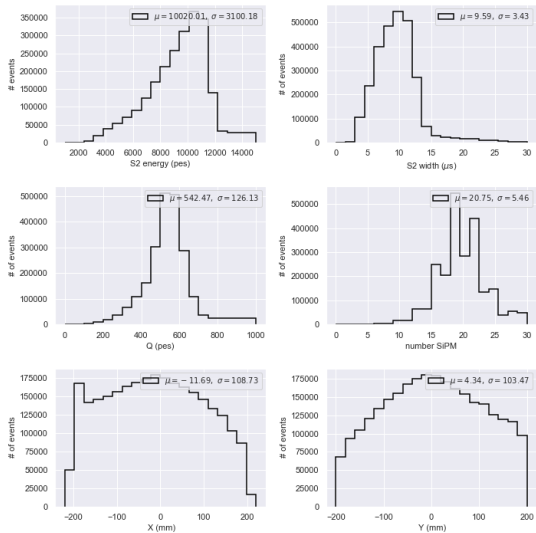 μ = 10020.01, σ = 3100.18
350000
300000
250000
200000
150000
100000
50000
0
# of events
2000 4000 6000 8000 10000 12000 14000
S2 energy (pes)
μ = 9.59, σ = 3.43
500000
400000
300000
200000
100000
0
# of events
0 5 10 15 20 25 30
S2 width (μs)
μ = 542.47, σ = 126.13
500000
400000
300000
200000
100000
0
# of events
0 200 400 600 800 1000
Q (pes)
μ = 20.75, σ = 5.46
500000
400000
300000
200000
100000
0
# of events
0 5 10 15 20 25 30
number SiPM
μ = −11.69, σ = 108.73
175000
150000
125000
100000
75000
50000
25000
0
# of events
−200 −100 0 100 200
X (mm)
μ = 4.34, σ = 103.47
175000
150000
125000
100000
75000
50000
25000
0
# of events
−200 −100 0 100 200
Y (mm)